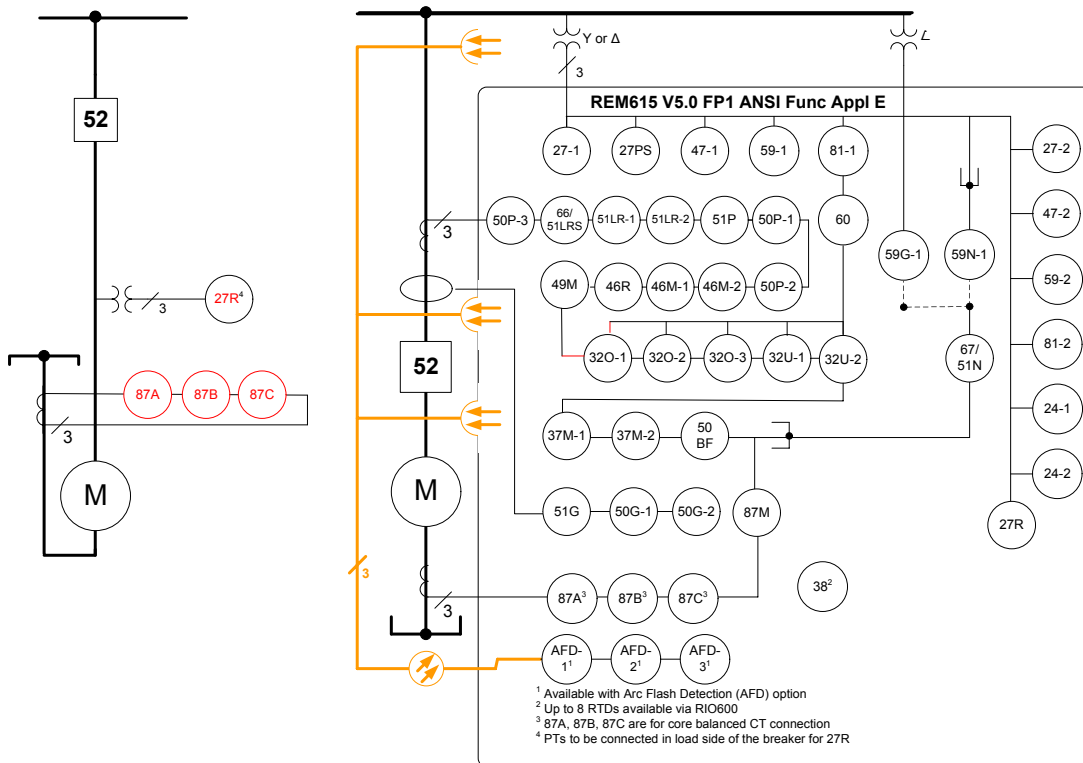 52
3
27R⁴
87A 87B 87C
3
M
Y or Δ
3
REM615 V5.0 FP1 ANSI Func Appl E
27-1 27PS 47-1 59-1 81-1
27-2
3
50P-3 66/ 51LRS 51LR-1 51LR-2 51P 50P-1 60
47-2
59G-1 59N-1
49M 46R 46M-1 46M-2 50P-2
59-2
52
32O-1 32O-2 32O-3 32U-1 32U-2
67/ 51N
81-2
24-1
37M-1 37M-2 50 BF
24-2
M
51G 50G-1 50G-2 87M
27R
3
3
87A³ 87B³ 87C³
38²
AFD- 1¹ AFD- 2¹ AFD- 3¹
¹ Available with Arc Flash Detection (AFD) option
² Up to 8 RTDs available via RIO600
³ 87A, 87B, 87C are for core balanced CT connection
⁴ PTs to be connected in load side of the breaker for 27R